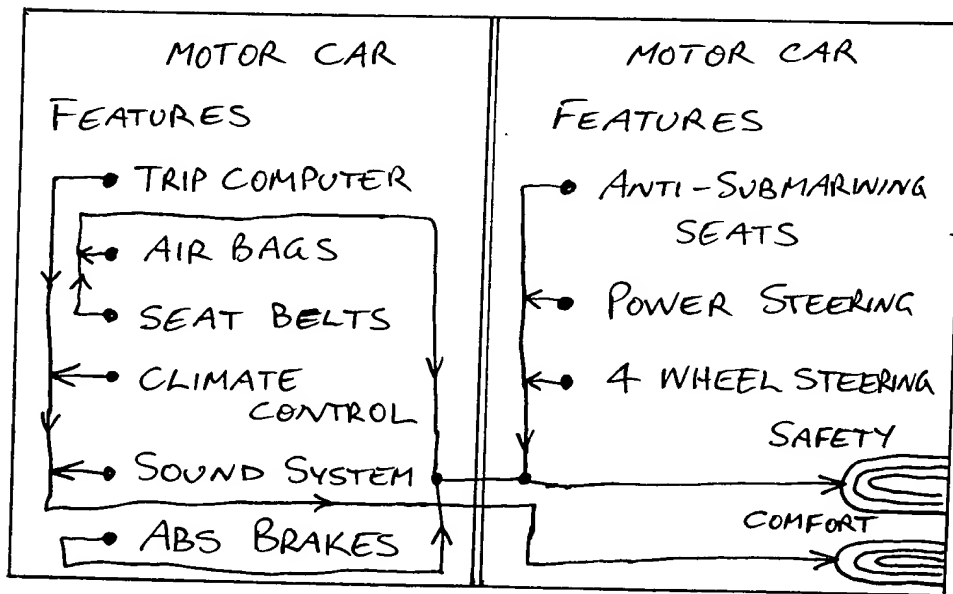 MOTOR CAR
FEATURES
TRIP COMPUTER
AIR BAGS
SEAT BELTS
CLIMATE
CONTROL
SOUND SYSTEM
ABS BRAKES
MOTOR CAR
FEATURES
ANTI-SUBMARINING
SEATS
POWER STEERING
4 WHEEL STEERING
SAFETY
COMFORT